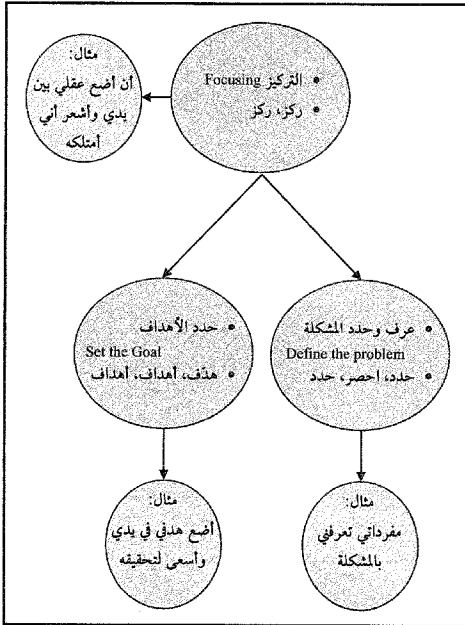 • التركيز Focusing
• ركز، ركز
مثال:
أن أضع عقلي بين
يدي وأشعر أني
أمتلكه
• عرف وحدد المشكلة
Define the problem
• حدد، احصر، حدد
• حدد الأهداف
Set the Goal
• هدف، أهداف، أهداف
مثال:
مفرداتي تعرفني
بالمشكلة
مثال:
أضع هدفي في يدي
وأسعى لتحقيقه